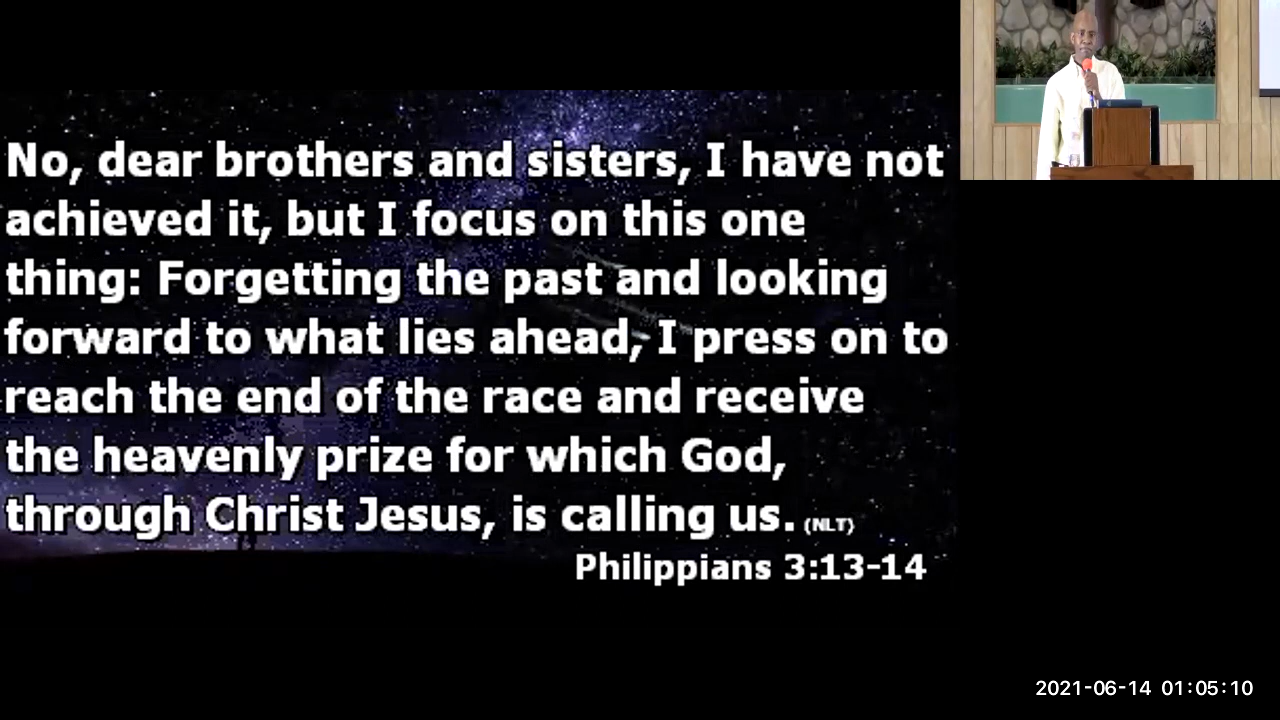 No, dear brothers and sisters, I have not
achieved it, but I focus on this one
thing: Forgetting the past and looking
forward to what lies ahead, I press on to
reach the end of the race and receive
the heavenly prize for which God,
through Christ Jesus, is calling us. (NLT)
Philippians 3:13-14
2021-06-14 01:05:10